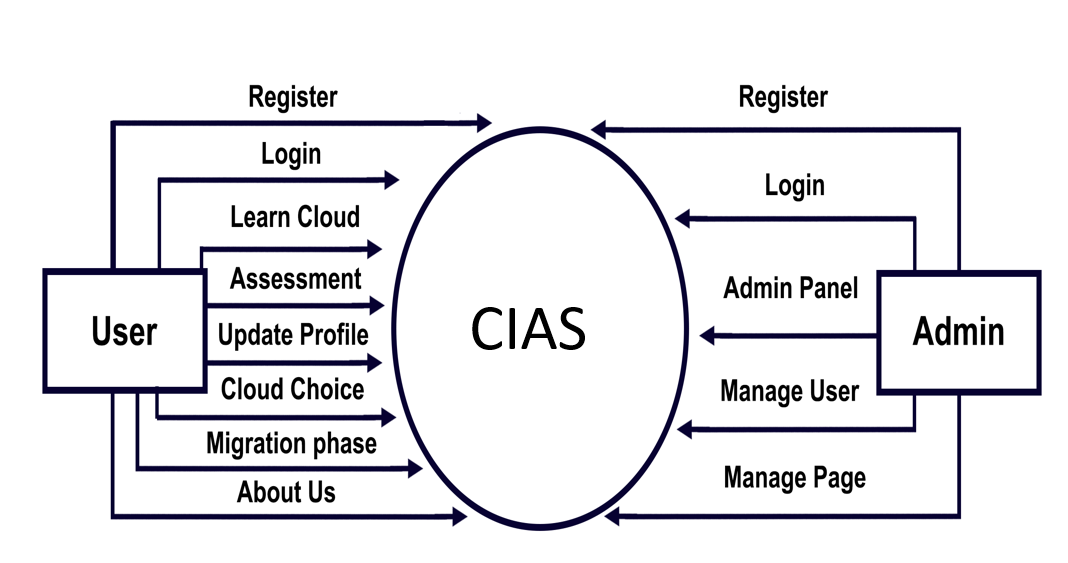 Register
Login
Learn Cloud
Assessment
User
Update Profile
Cloud Choice
Migration phase
About Us
CIAS
Register
Login
Admin Panel
Admin
Manage User
Manage Page